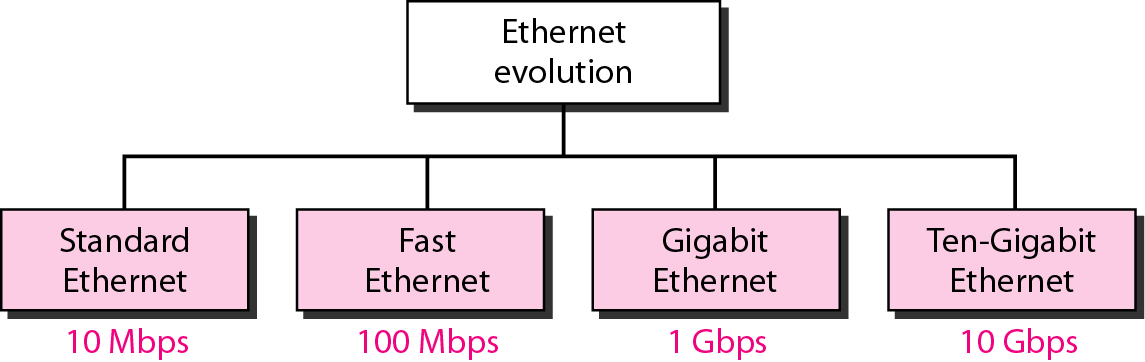 Ethernet
evolution
Standard
Ethernet
10 Mbps
Fast
Ethernet
100 Mbps
Gigabit
Ethernet
1 Gbps
Ten-Gigabit
Ethernet
10 Gbps